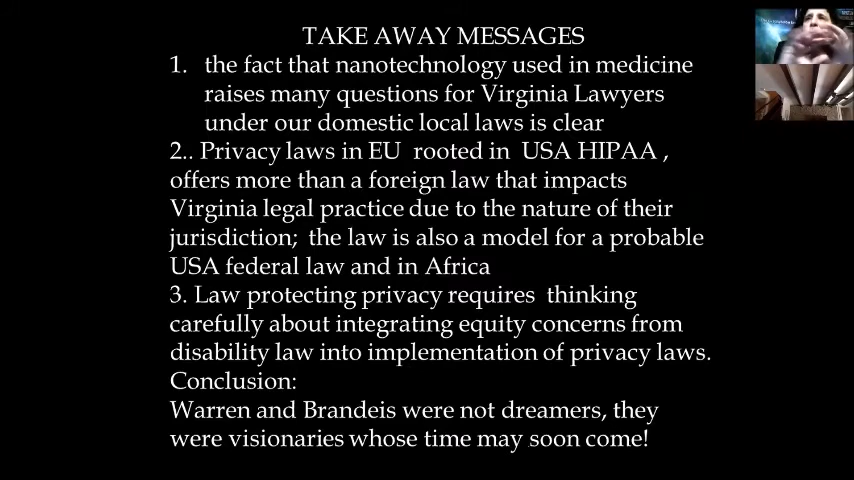 TAKE AWAY MESSAGES
1. the fact that nanotechnology used in medicine
raises many questions for Virginia Lawyers
under our domestic local laws is clear
2.. Privacy laws in EU rooted in USA HIPAA ,
offers more than a foreign law that impacts
Virginia legal practice due to the nature of their
jurisdiction; the law is also a model for a probable
USA federal law and in Africa
3. Law protecting privacy requires thinking
carefully about integrating equity concerns from
disability law into implementation of privacy laws.
Conclusion:
Warren and Brandeis were not dreamers, they
were visionaries whose time may soon come!